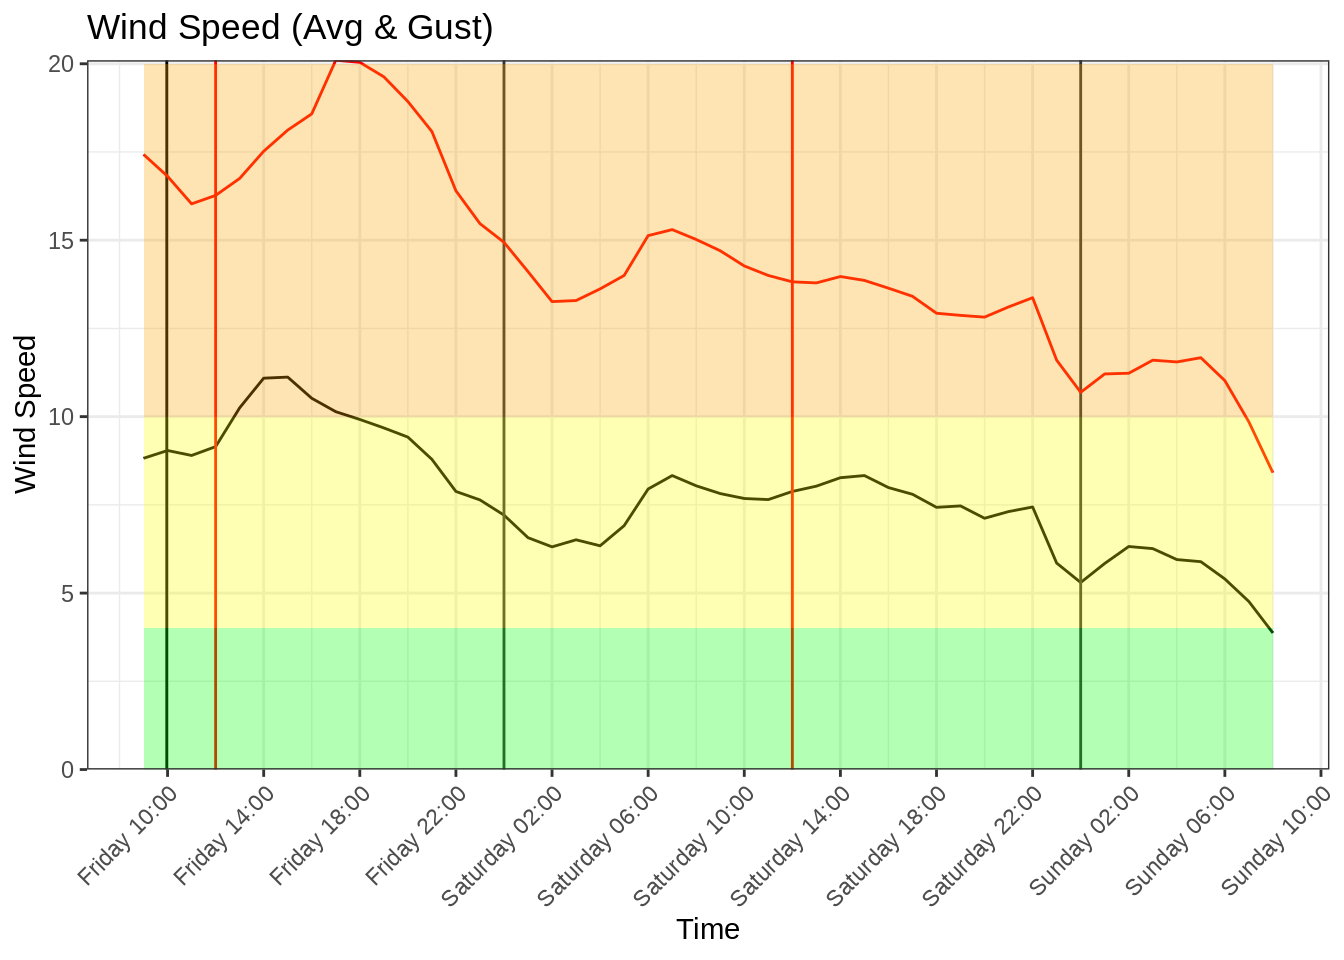 Wind Speed (Avg & Gust)
Wind Speed
20
15
10
5
0
Friday 10:00
Friday 14:00
Friday 18:00
Friday 22:00
Saturday 02:00
Saturday 06:00
Saturday 10:00
Saturday 14:00
Saturday 18:00
Saturday 22:00
Sunday 02:00
Sunday 06:00
Sunday 10:00
Time